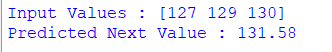 Input Values : [127 129 130]
Predicted Next Value : 131.58